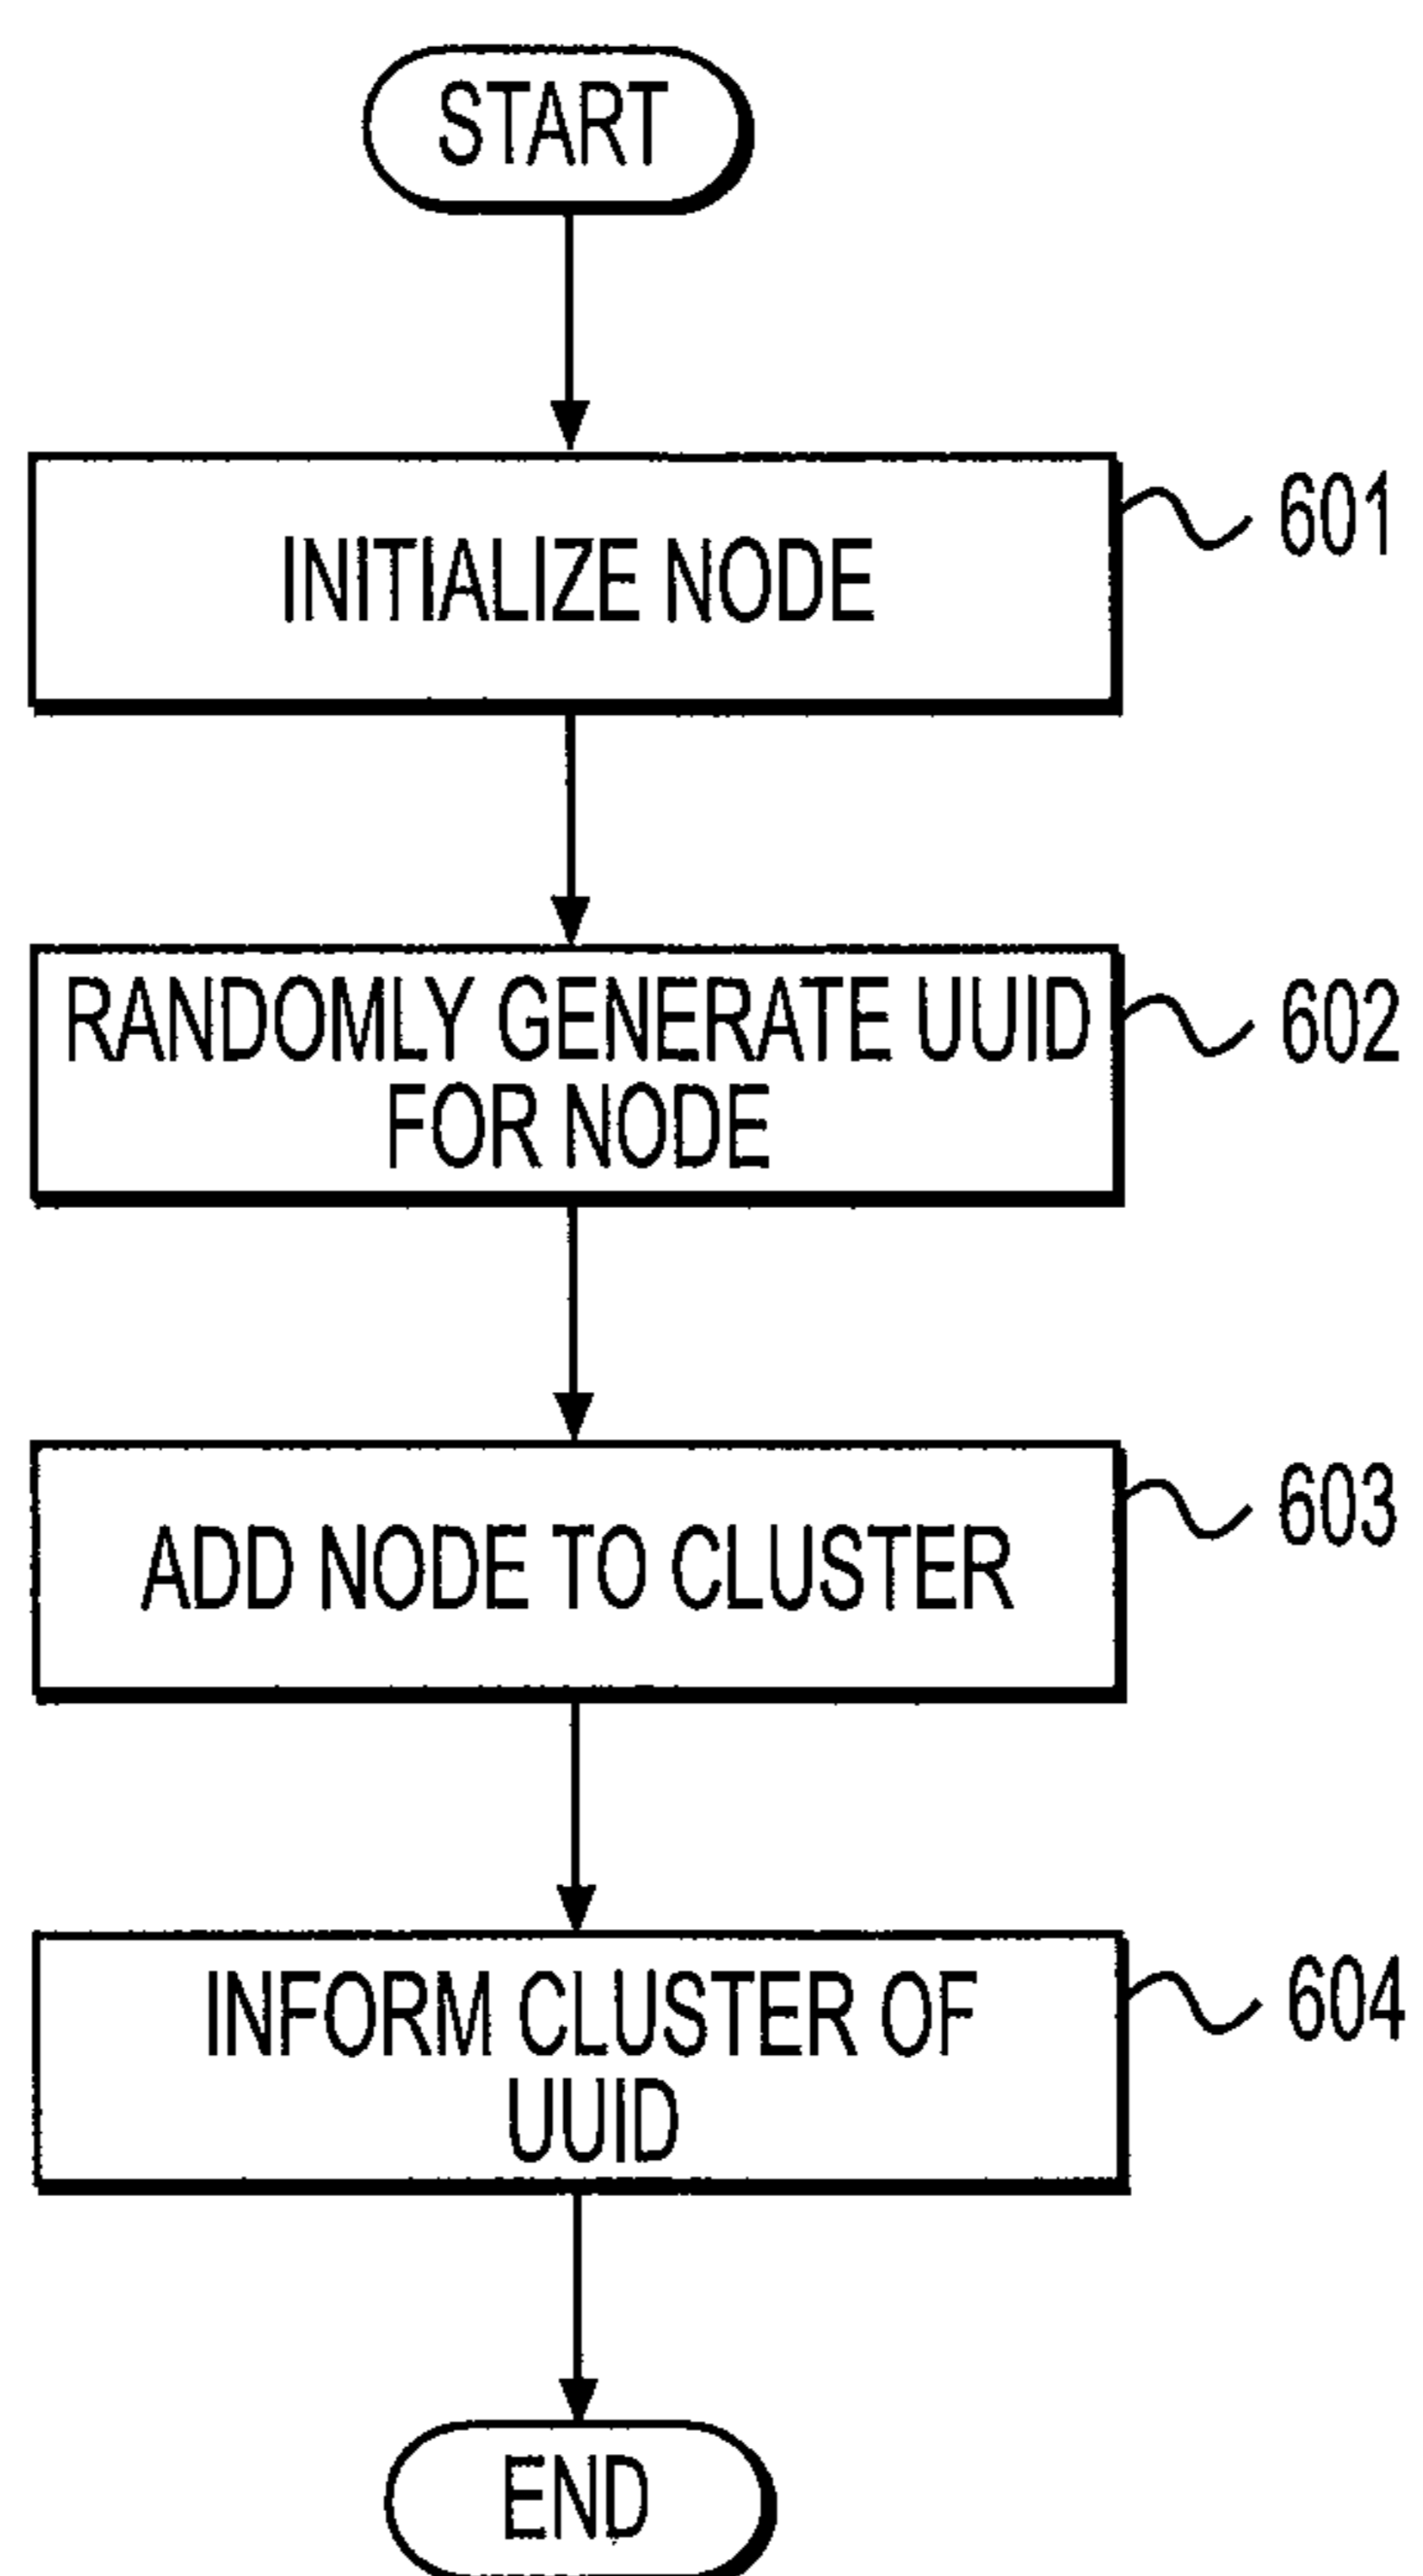 START
INITIALIZE NODE
601
RANDOMLY GENERATE UUID
FOR NODE
602
ADD NODE TO CLUSTER
603
INFORM CLUSTER OF
UUID
604
END